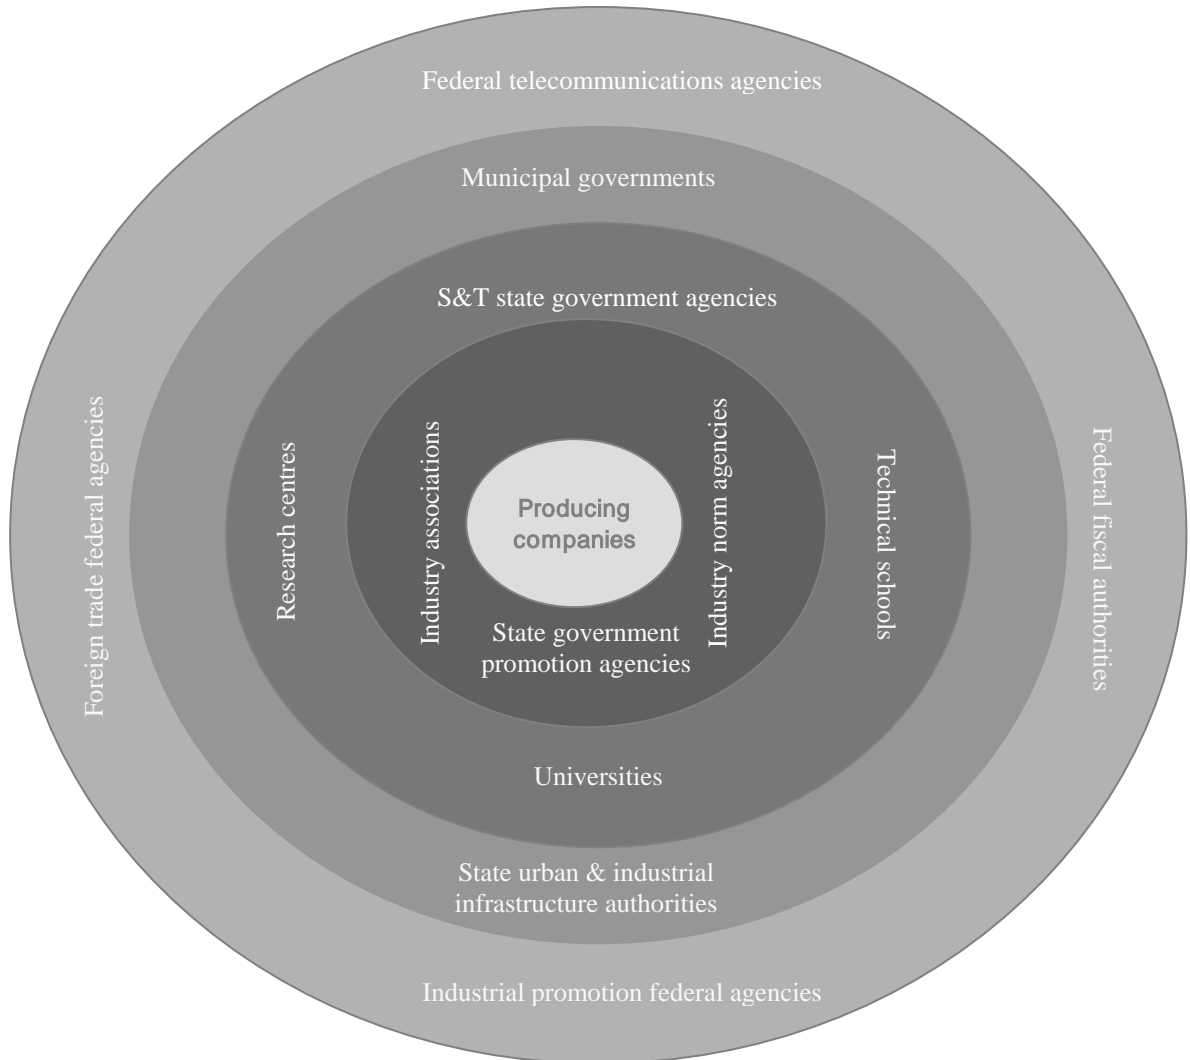 Federal telecommunications agencies
Municipal governments
S&T state government agencies
Foreign trade federal agencies
Research centres
Industry associations
Producing
companies
Industry norm agencies
Technical schools
Federal fiscal authorities
State government
promotion agencies
Universities
State urban & industrial
infrastructure authorities
Industrial promotion federal agencies